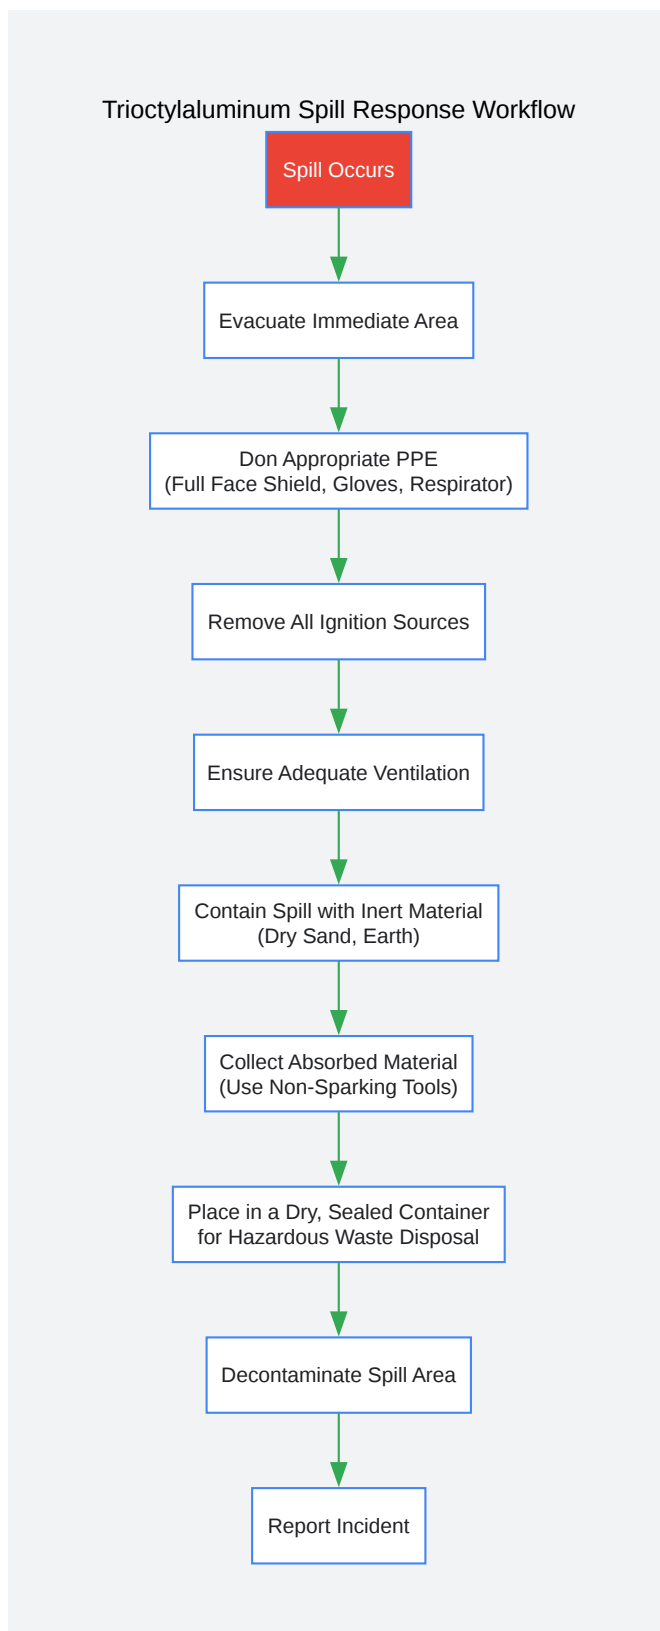 Trioctylaluminum Spill Response Workflow
Spill Occurs
Evacuate Immediate Area
Don Appropriate PPE
(Full Face Shield, Gloves, Respirator)
Remove All Ignition Sources
Ensure Adequate Ventilation
Contain Spill with Inert Material
(Dry Sand, Earth)
Collect Absorbed Material
(Use Non-Sparking Tools)
Place in a Dry, Sealed Container
for Hazardous Waste Disposal
Decontaminate Spill Area
Report Incident